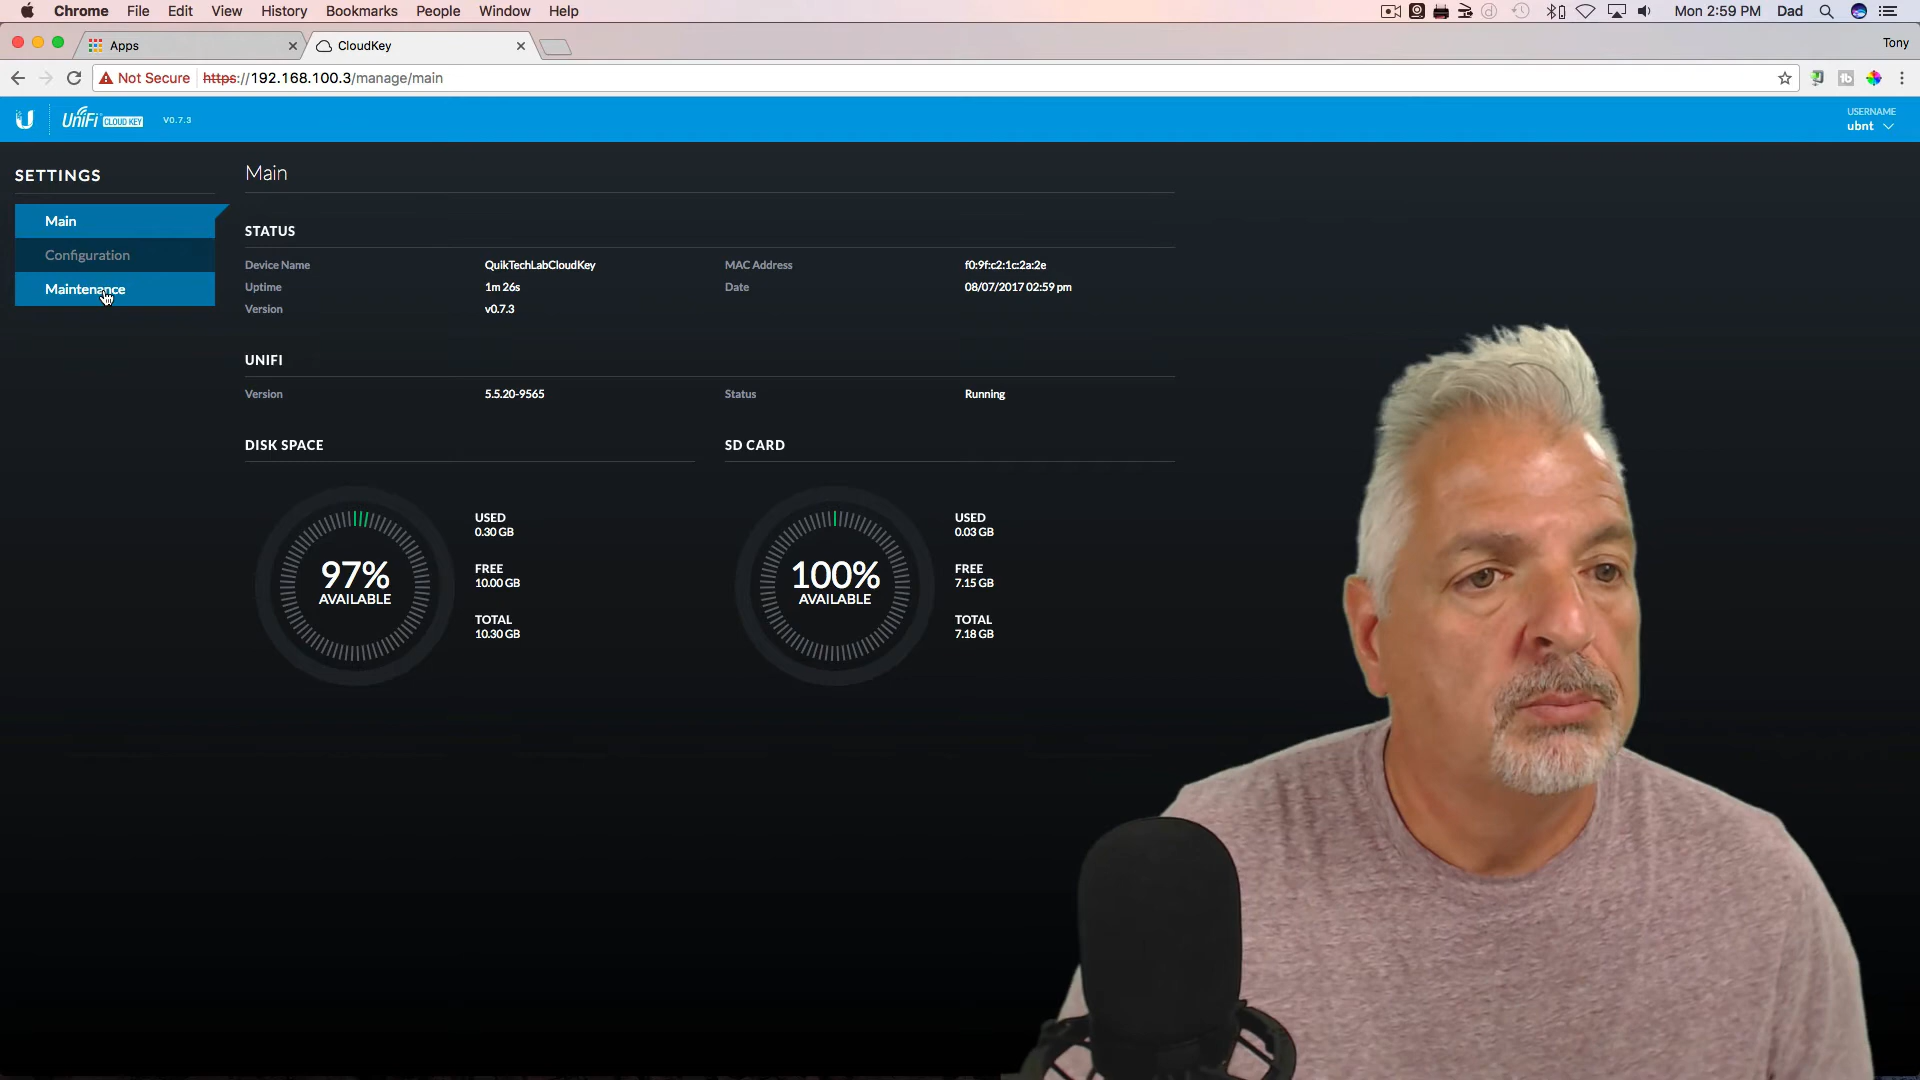 Chrome File Edit View History Bookmarks People Window Help Mon 2:59 PM Dad
Apps CloudKey Tony
Not Secure https://192.168.100.3/manage/main
UniFi CLOUD KEY V0.7.3 USERNAME
ubnt
SETTINGS
Main
Configuration
Maintenance
Main
STATUS
Device Name QuikTechLabCloudKey MAC Address f0:9f:c2:1c:2a:2e
Uptime 1m 26s Date 08/07/2017 02:59 pm
Version v0.7.3
UNIFI
Version 5.5.20-9565 Status Running
DISK SPACE
97%
AVAILABLE
USED
0.30 GB
FREE
10.00 GB
TOTAL
10.30 GB
SD CARD
100%
AVAILABLE
USED
0.03 GB
FREE
7.15 GB
TOTAL
7.18 GB